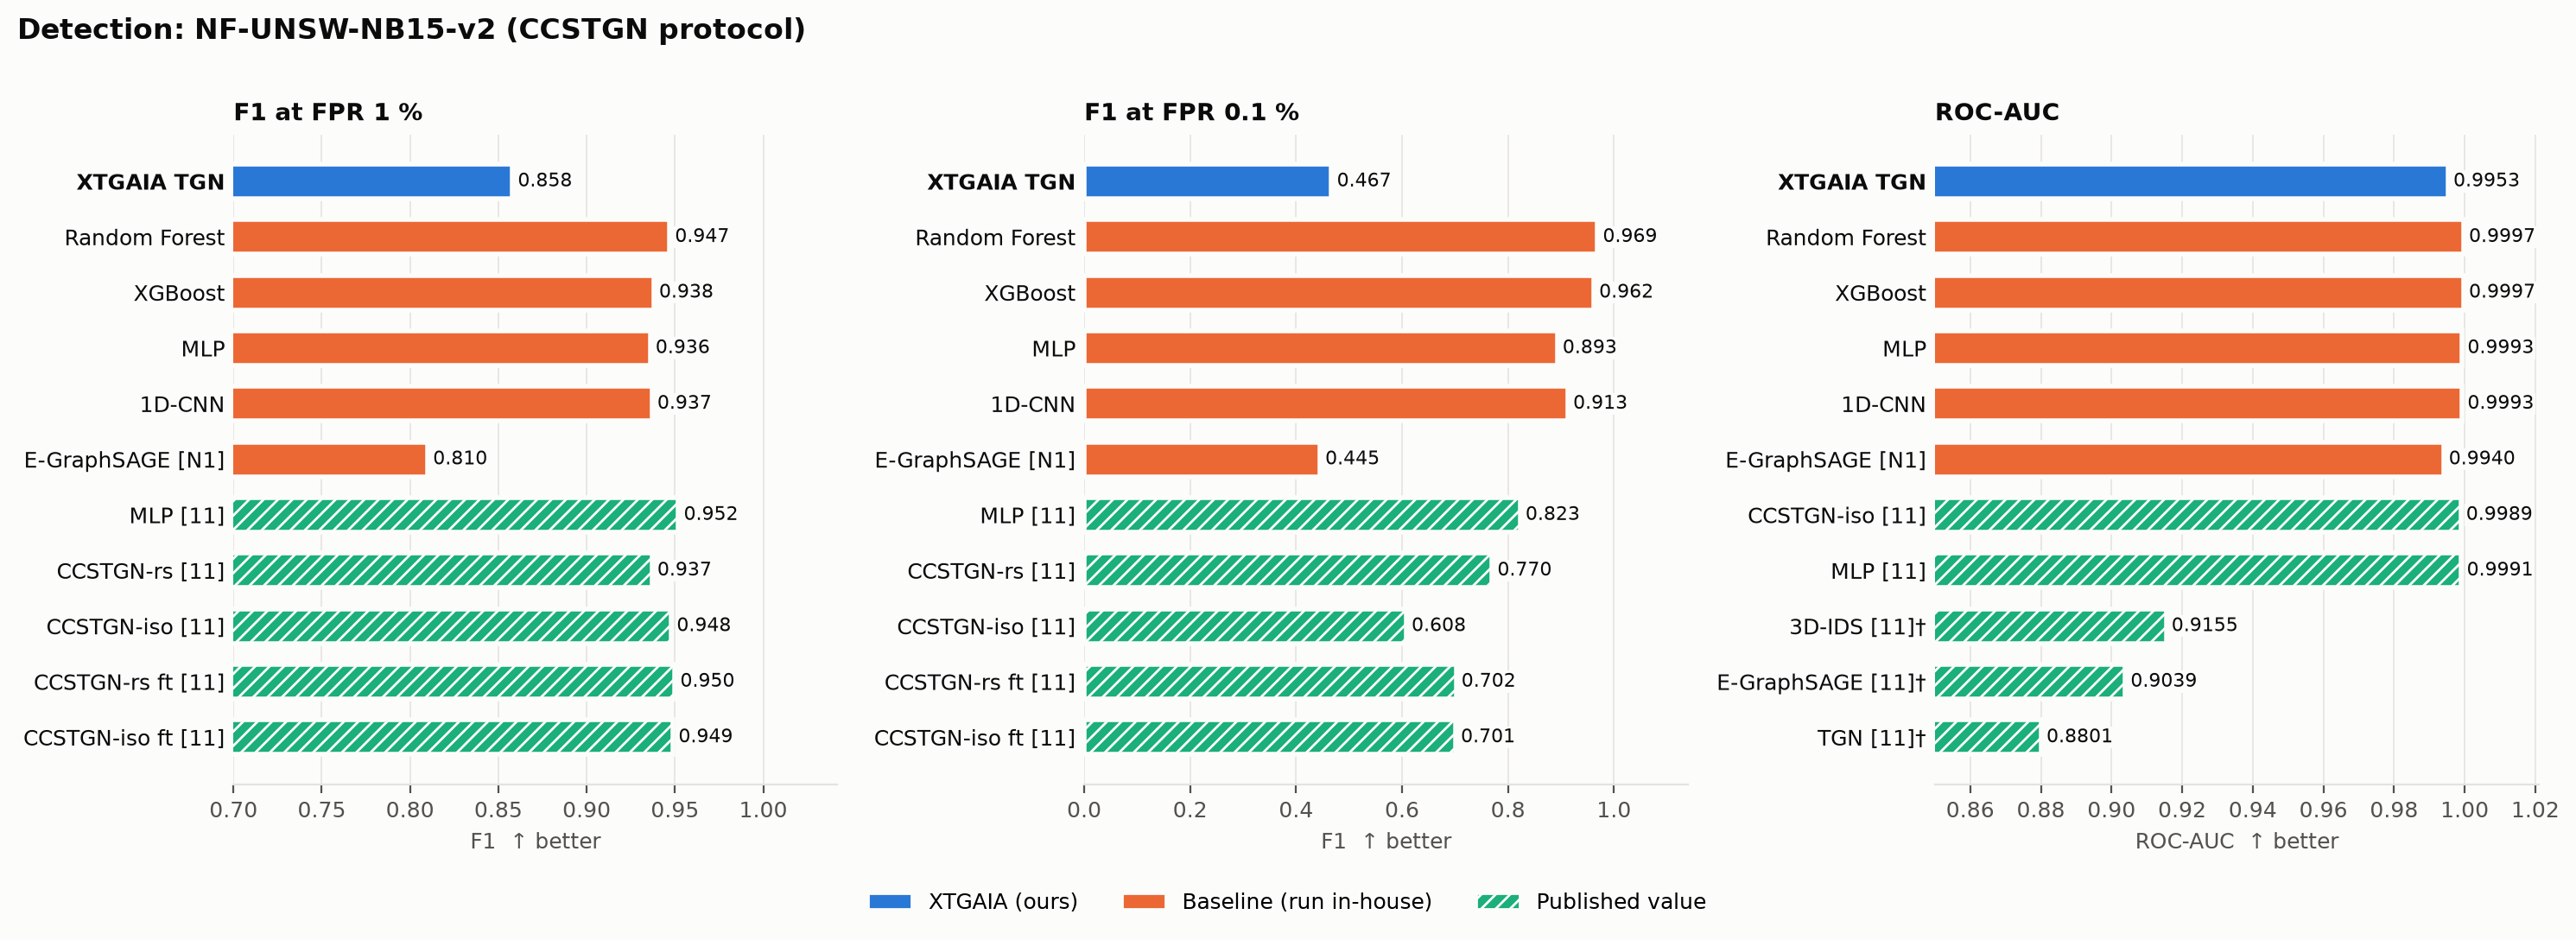 Detection: NF-UNSW-NB15-v2 (CCSTGN protocol)
F1 at FPR 1 %
XTGAIA TGN 0.858
Random Forest 0.947
XGBoost 0.938
MLP 0.936
1D-CNN 0.937
E-GraphSAGE [N1] 0.810
MLP [11] 0.952
CCSTGN-rs [11] 0.937
CCSTGN-iso [11] 0.948
CCSTGN-rs ft [11] 0.950
CCSTGN-iso ft [11] 0.949
0.70 0.75 0.80 0.85 0.90 0.95 1.00
F1 ↑ better
F1 at FPR 0.1 %
XTGAIA TGN 0.467
Random Forest 0.969
XGBoost 0.962
MLP 0.893
1D-CNN 0.913
E-GraphSAGE [N1] 0.445
MLP [11] 0.823
CCSTGN-rs [11] 0.770
CCSTGN-iso [11] 0.608
CCSTGN-rs ft [11] 0.702
CCSTGN-iso ft [11] 0.701
0.0 0.2 0.4 0.6 0.8 1.0
F1 ↑ better
ROC-AUC
XTGAIA TGN 0.9953
Random Forest 0.9997
XGBoost 0.9997
MLP 0.9993
1D-CNN 0.9993
E-GraphSAGE [N1] 0.9940
CCSTGN-iso [11] 0.9989
MLP [11] 0.9991
3D-IDS [11]† 0.9155
E-GraphSAGE [11]† 0.9039
TGN [11]† 0.8801
0.86 0.88 0.90 0.92 0.94 0.96 0.98 1.00 1.02
ROC-AUC ↑ better
XTGAIA (ours) Baseline (run in-house) Published value